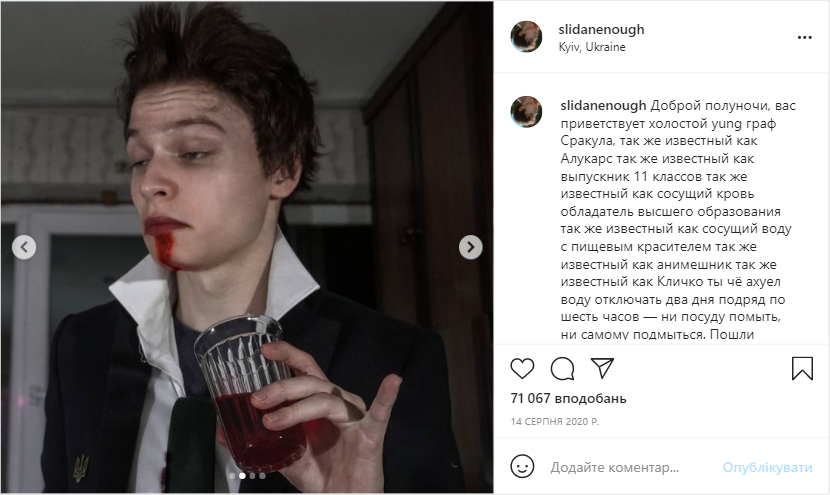 slidanenough
Kyiv, Ukraine
slidanenough Доброй полуночи, вас
приветствует холостой yung граф
Сракула, так же известный как
Алукарс так же известный как
выпускник 11 классов так же
известный как сосущий кровь
обладатель высшего образования
так же известный как сосущий воду
с пищевым красителем так же
известный как анимешник так же
известный как Кличко ты чё ахуел
воду отключать два дня подряд по
шесть часов — ни посуду помыть,
ни самому подмыться. Пошли
71 067 вподобань
14 СЕРПНЯ 2020 Р.
Додайте коментар...
Опублікувати